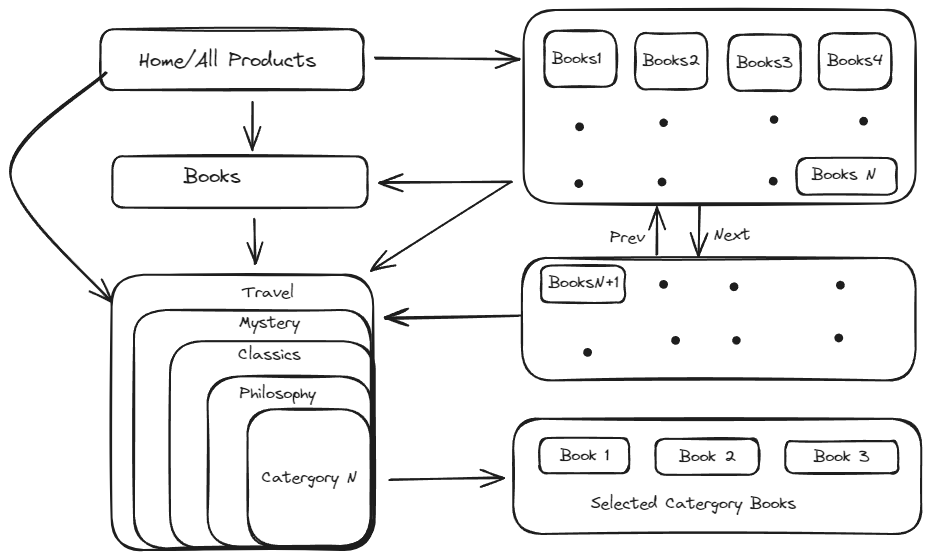 Home/All Products
Books1
Books2
Books3
Books4
Books
Books N
Prev
Next
Travel
BooksN+1
Mystery
Classics
Philosophy
Catergory N
Book 1
Book 2
Book 3
Selected Catergory Books